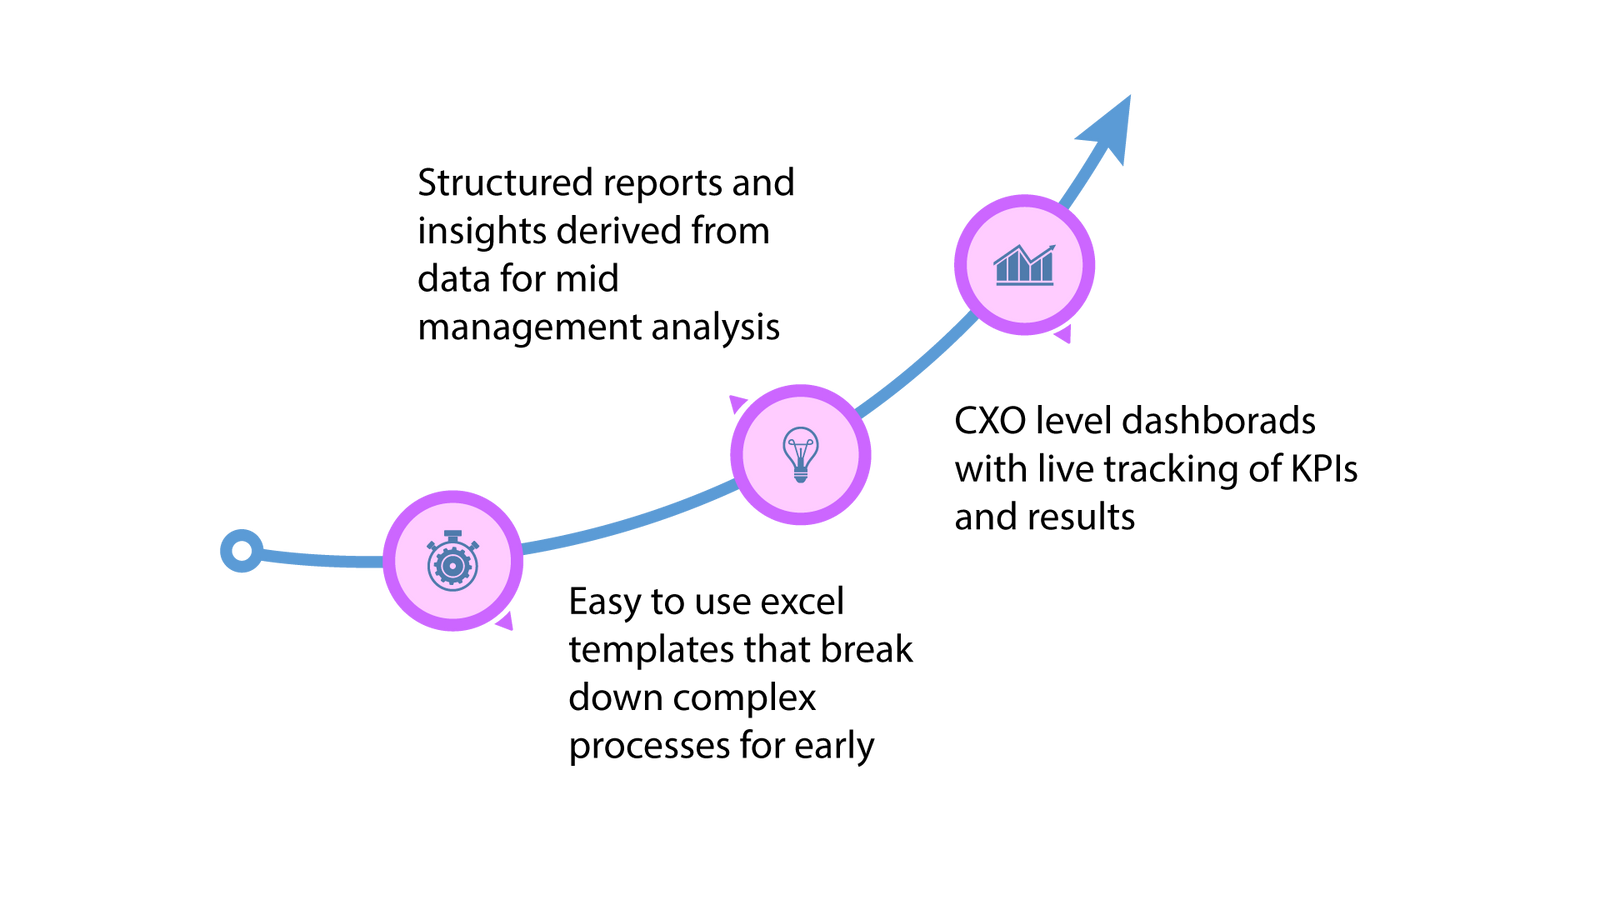 Structured reports and
insights derived from
data for mid
management analysis
CXO level dashborads
with live tracking of KPIs
and results
Easy to use excel
templates that break
down complex
processes for early